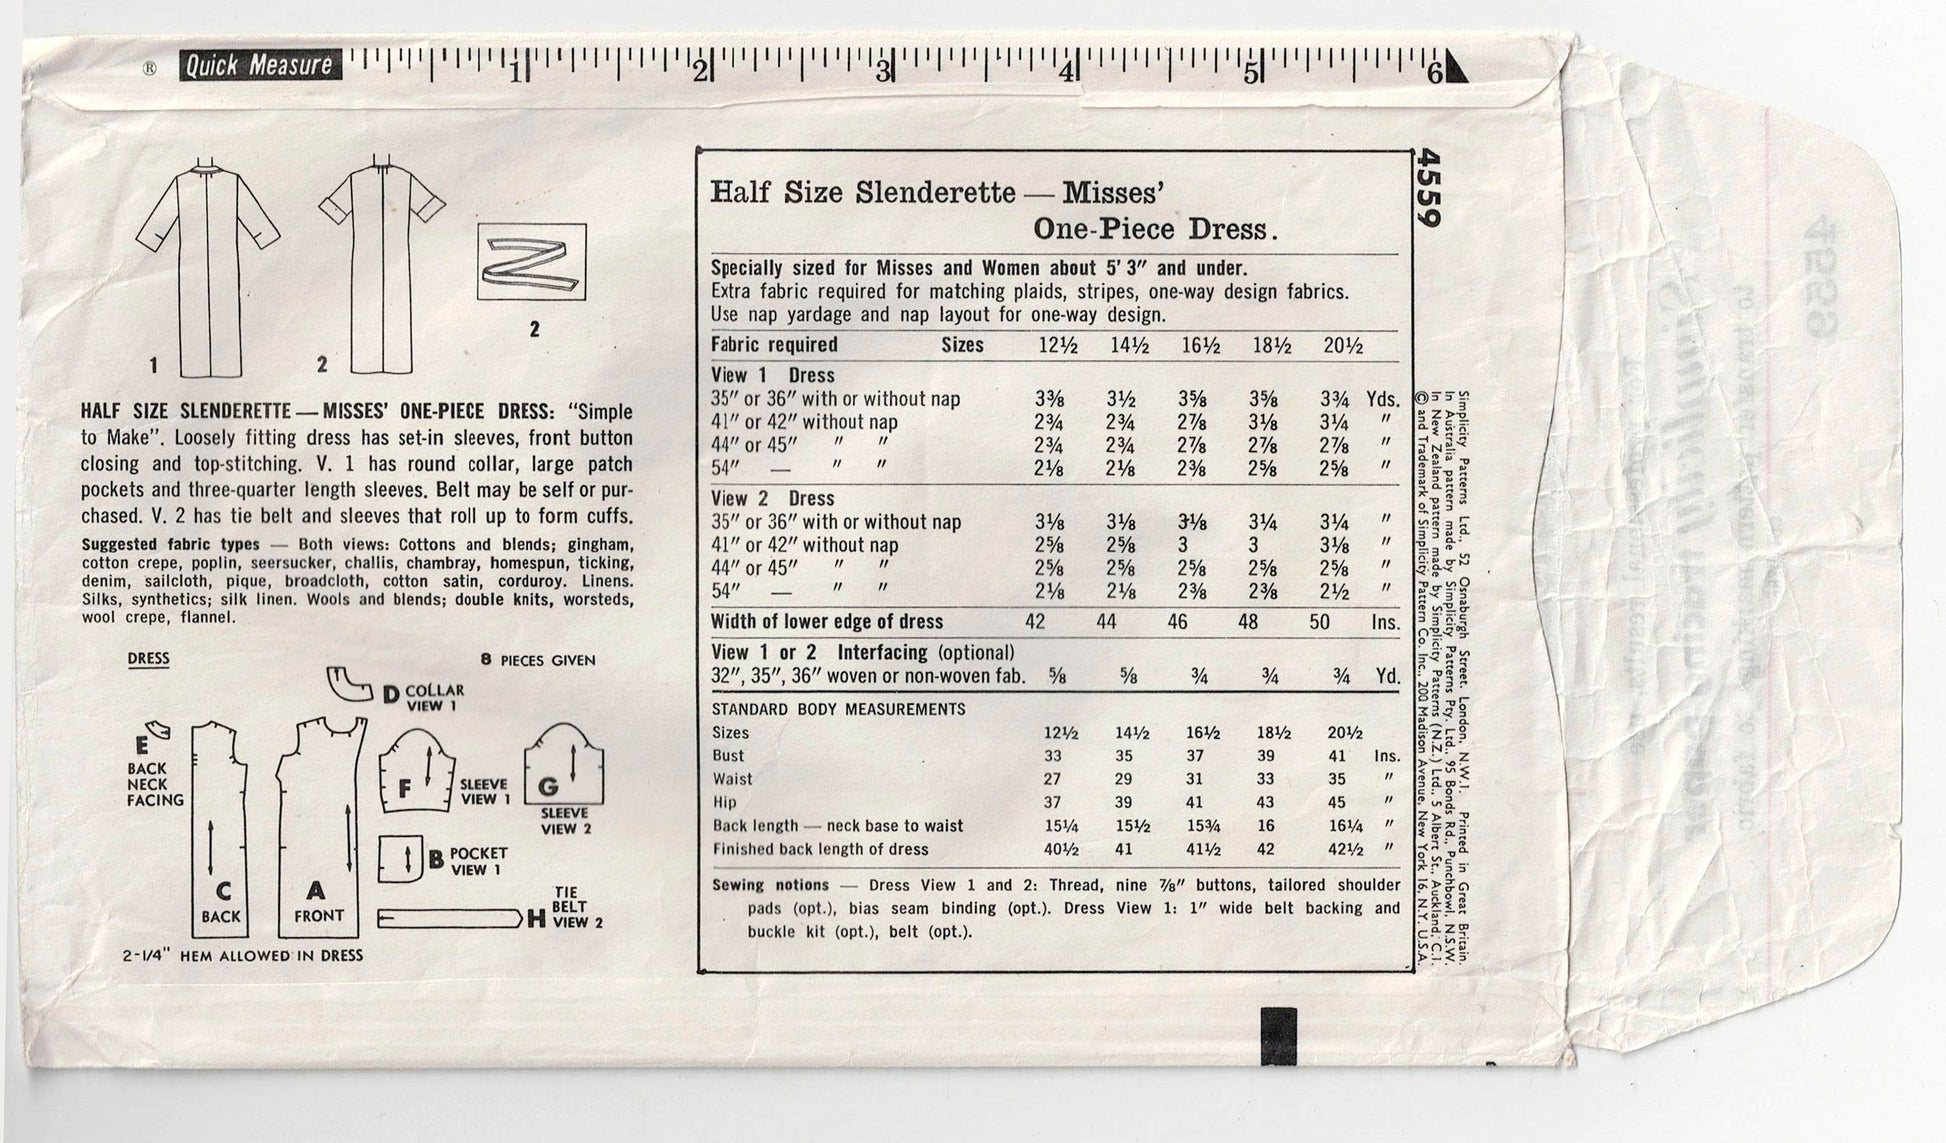 ® Quick Measure 1 2 3 4 5 6
1
2
2
HALF SIZE SLENDERETTE — MISSES' ONE-PIECE DRESS: "Simple
to Make". Loosely fitting dress has set-in sleeves, front button
closing and top-stitching. V. 1 has round collar, large patch
pockets and three-quarter length sleeves. Belt may be self or pur-
chased. V. 2 has tie belt and sleeves that roll up to form cuffs.
Suggested fabric types — Both views: Cottons and blends; gingham,
cotton crepe, poplin, seersucker, challis, chambray, homespun, ticking,
denim, sailcloth, pique, broadcloth, cotton satin, corduroy. Linens.
Silks, synthetics; silk linen. Wools and blends; double knits, worsteds,
wool crepe, flannel.
DRESS
8 PIECES GIVEN
D COLLAR
VIEW 1
E
BACK
NECK
FACING
C
BACK
A
FRONT
F SLEEVE
VIEW 1
G
SLEEVE
VIEW 2
B POCKET
VIEW 1
TIE
BELT
H VIEW 2
2-1/4" HEM ALLOWED IN DRESS
Half Size Slenderette — Misses'
One-Piece Dress.
Specially sized for Misses and Women about 5' 3" and under.
Extra fabric required for matching plaids, stripes, one-way design fabrics.
Use nap yardage and nap layout for one-way design.
Fabric required Sizes 12½ 14½ 16½ 18½ 20½
View 1 Dress
35" or 36" with or without nap 3⅜ 3½ 3⅝ 3⅝ 3¾ Yds.
41" or 42" without nap 2¾ 2¾ 2⅞ 3⅛ 3¼ "
44" or 45" " " 2¾ 2¾ 2⅞ 2⅞ 2⅞ "
54" — " " 2⅛ 2⅛ 2⅜ 2⅝ 2⅝ "
View 2 Dress
35" or 36" with or without nap 3⅛ 3⅛ 3⅛ 3¼ 3¼ "
41" or 42" without nap 2⅝ 2⅝ 3 3 3⅛ "
44" or 45" " " 2⅝ 2⅝ 2⅝ 2⅝ 2⅝ "
54" — " " 2⅛ 2⅛ 2⅜ 2⅜ 2½ "
Width of lower edge of dress 42 44 46 48 50 Ins.
View 1 or 2 Interfacing (optional)
32", 35", 36" woven or non-woven fab. ⅝ ⅝ ¾ ¾ ¾ Yd.
STANDARD BODY MEASUREMENTS
Sizes 12½ 14½ 16½ 18½ 20½
Bust 33 35 37 39 41 Ins.
Waist 27 29 31 33 35 "
Hip 37 39 41 43 45 "
Back length — neck base to waist 15¼ 15½ 15¾ 16 16¼ "
Finished back length of dress 40½ 41 41½ 42 42½ "
Sewing notions — Dress View 1 and 2: Thread, nine ⅞" buttons, tailored shoulder
pads (opt.), bias seam binding (opt.). Dress View 1: 1" wide belt backing and
buckle kit (opt.), belt (opt.).
4559
Simplicity Patterns Ltd., 52 Osnaburgh Street, London, N.W.1. Printed in Great Britain.
In Australia pattern made by Simplicity Patterns Pty. Ltd., 95 Bonds Rd., Punchbowl, N.S.W.
In New Zealand pattern made by Simplicity Patterns (N.Z.) Ltd., 5 Albert St., Auckland, C.1.
© and Trademark of Simplicity Pattern Co. Inc., 200 Madison Avenue, New York 16, N.Y. U.S.A.
4559